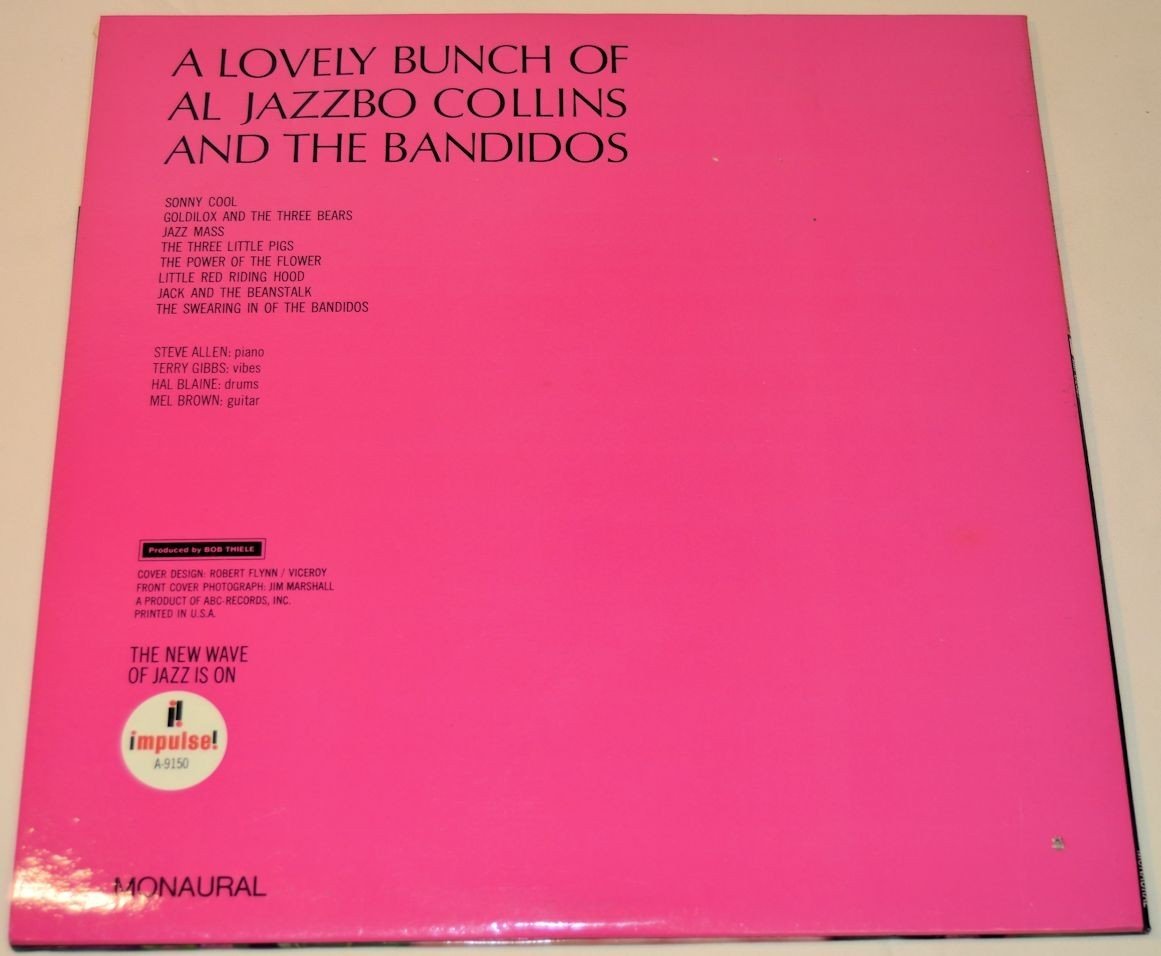 A LOVELY BUNCH OF
AL JAZZBO COLLINS
AND THE BANDIDOS
SONNY COOL
GOLDILOX AND THE THREE BEARS
JAZZ MASS
THE THREE LITTLE PIGS
THE POWER OF THE FLOWER
LITTLE RED RIDING HOOD
JACK AND THE BEANSTALK
THE SWEARING IN OF THE BANDIDOS
STEVE ALLEN: piano
TERRY GIBBS: vibes
HAL BLAINE: drums
MEL BROWN: guitar
Produced by BOB THIELE
COVER DESIGN: ROBERT FLYNN / VICEROY
FRONT COVER PHOTOGRAPH: JIM MARSHALL
A PRODUCT OF ABC-RECORDS, INC.
PRINTED IN U.S.A.
THE NEW WAVE
OF JAZZ IS ON
i!
impulse!
A-9150
MONAURAL